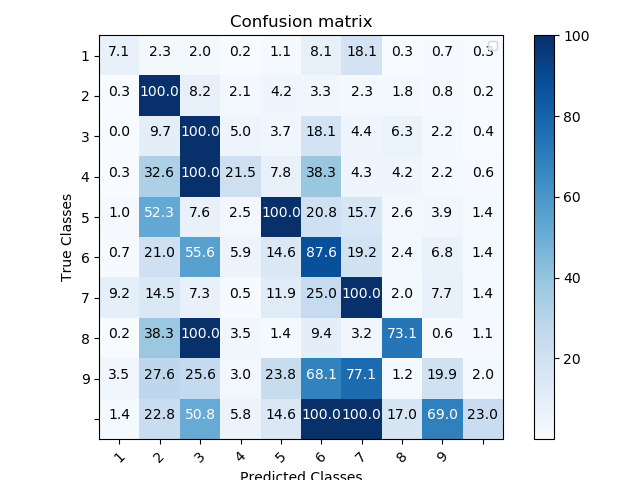 Confusion matrix
1 7.1 2.3 2.0 0.2 1.1 8.1 18.1 0.3 0.7 0.3
2 0.3 100.0 8.2 2.1 4.2 3.3 2.3 1.8 0.8 0.2
3 0.0 9.7 100.0 5.0 3.7 18.1 4.4 6.3 2.2 0.4
4 0.3 32.6 100.0 21.5 7.8 38.3 4.3 4.2 2.2 0.6
5 1.0 52.3 7.6 2.5 100.0 20.8 15.7 2.6 3.9 1.4
6 0.7 21.0 55.6 5.9 14.6 87.6 19.2 2.4 6.8 1.4
7 9.2 14.5 7.3 0.5 11.9 25.0 100.0 2.0 7.7 1.4
8 0.2 38.3 100.0 3.5 1.4 9.4 3.2 73.1 0.6 1.1
9 3.5 27.6 25.6 3.0 23.8 68.1 77.1 1.2 19.9 2.0
1.4 22.8 50.8 5.8 14.6 100.0 100.0 17.0 69.0 23.0
1 2 3 4 5 6 7 8 9
Predicted Classes
True Classes
100
80
60
40
20